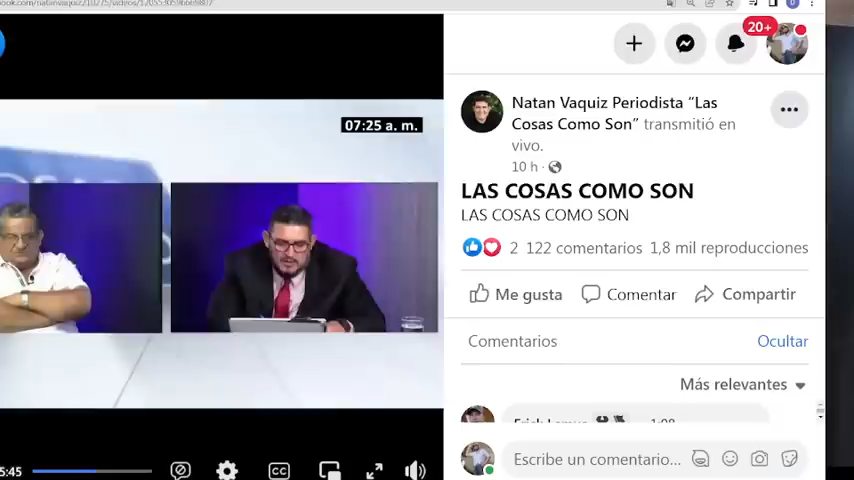 20+
07:25 a. m.
Natan Vaquiz Periodista “Las
Cosas Como Son” transmitió en
vivo.
10 h ·
LAS COSAS COMO SON
LAS COSAS COMO SON
2 122 comentarios 1,8 mil reproducciones
Me gusta Comentar Compartir
Comentarios Ocultar
Más relevantes
5:45 CC
Escribe un comentario...